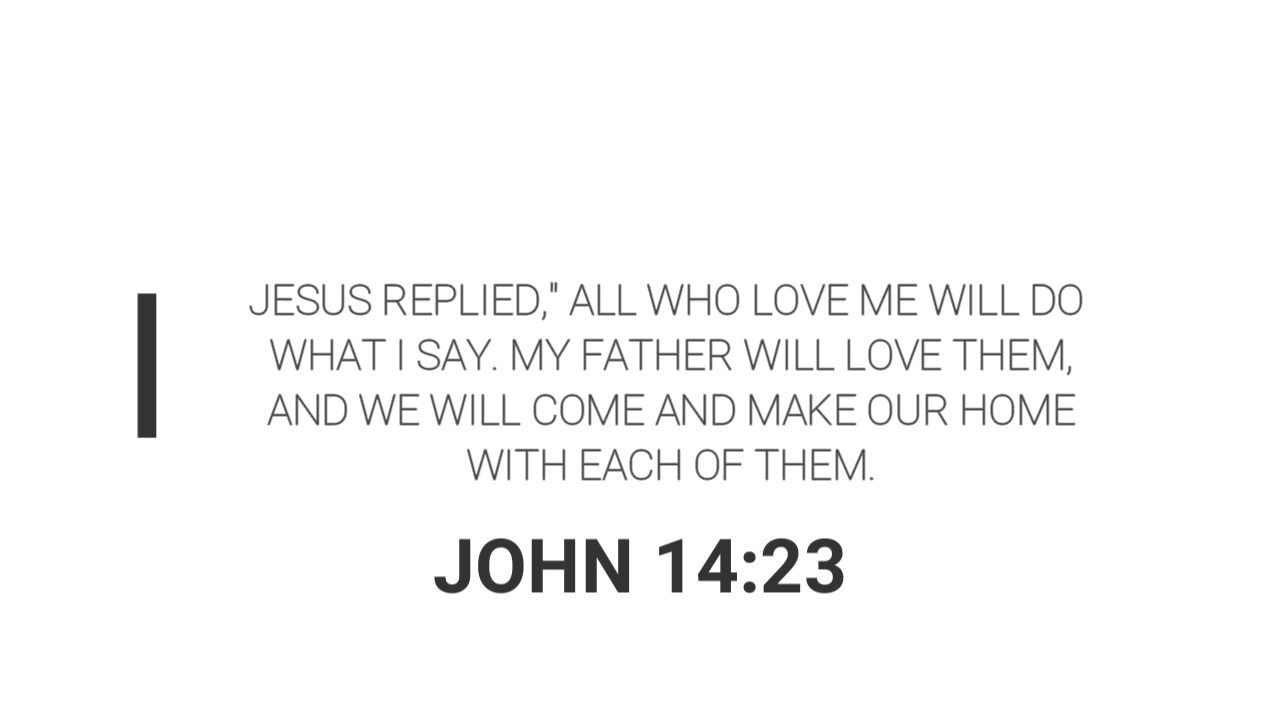 JESUS REPLIED," ALL WHO LOVE ME WILL DO
WHAT I SAY. MY FATHER WILL LOVE THEM,
AND WE WILL COME AND MAKE OUR HOME
WITH EACH OF THEM.
JOHN 14:23